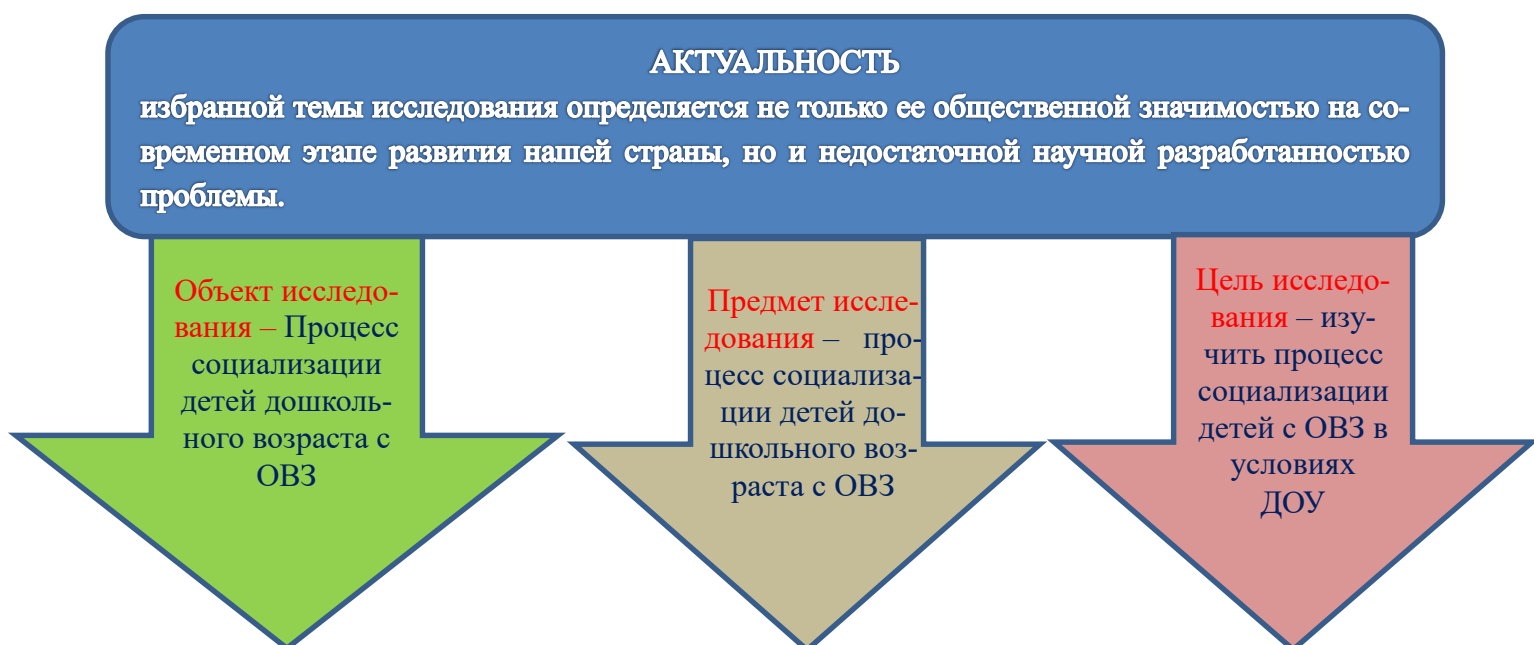 АКТУАЛЬНОСТЬ
избранной темы исследования определяется не только ее общественной значимостью на со-
временном этапе развития нашей страны, но и недостаточной научной разработанностью
проблемы.
Объект исследо-
вания – Процесс
социализации
детей дошколь-
ного возраста с
ОВЗ
Предмет иссле-
дования – про-
цесс социализа-
ции детей до-
школьного воз-
раста с ОВЗ
Цель исследо-
вания – изу-
чить процесс
социализации
детей с ОВЗ в
условиях
ДОУ